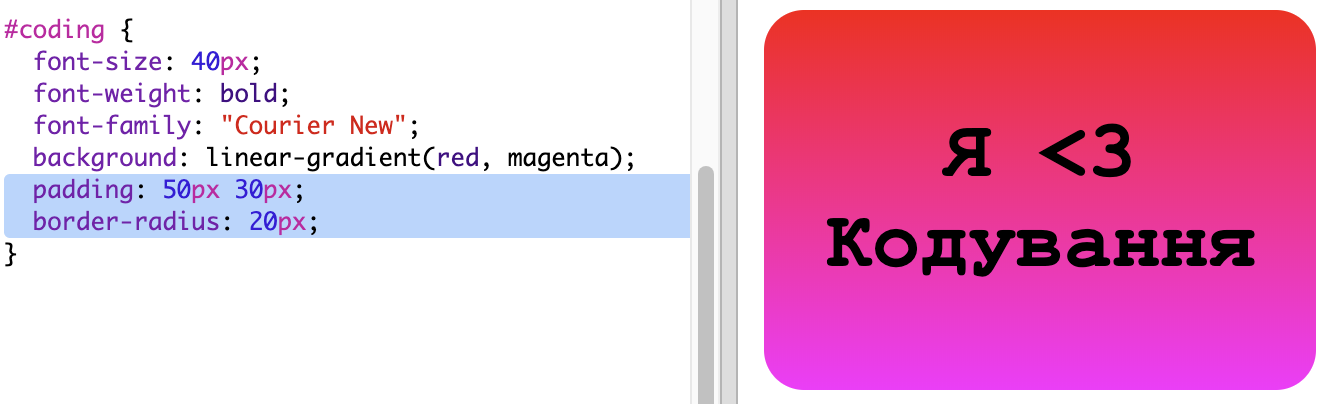 #coding {
  font-size: 40px;
  font-weight: bold;
  font-family: "Courier New";
  background: linear-gradient(red, magenta);
  padding: 50px 30px;
  border-radius: 20px;
}
Я <3
Кодування